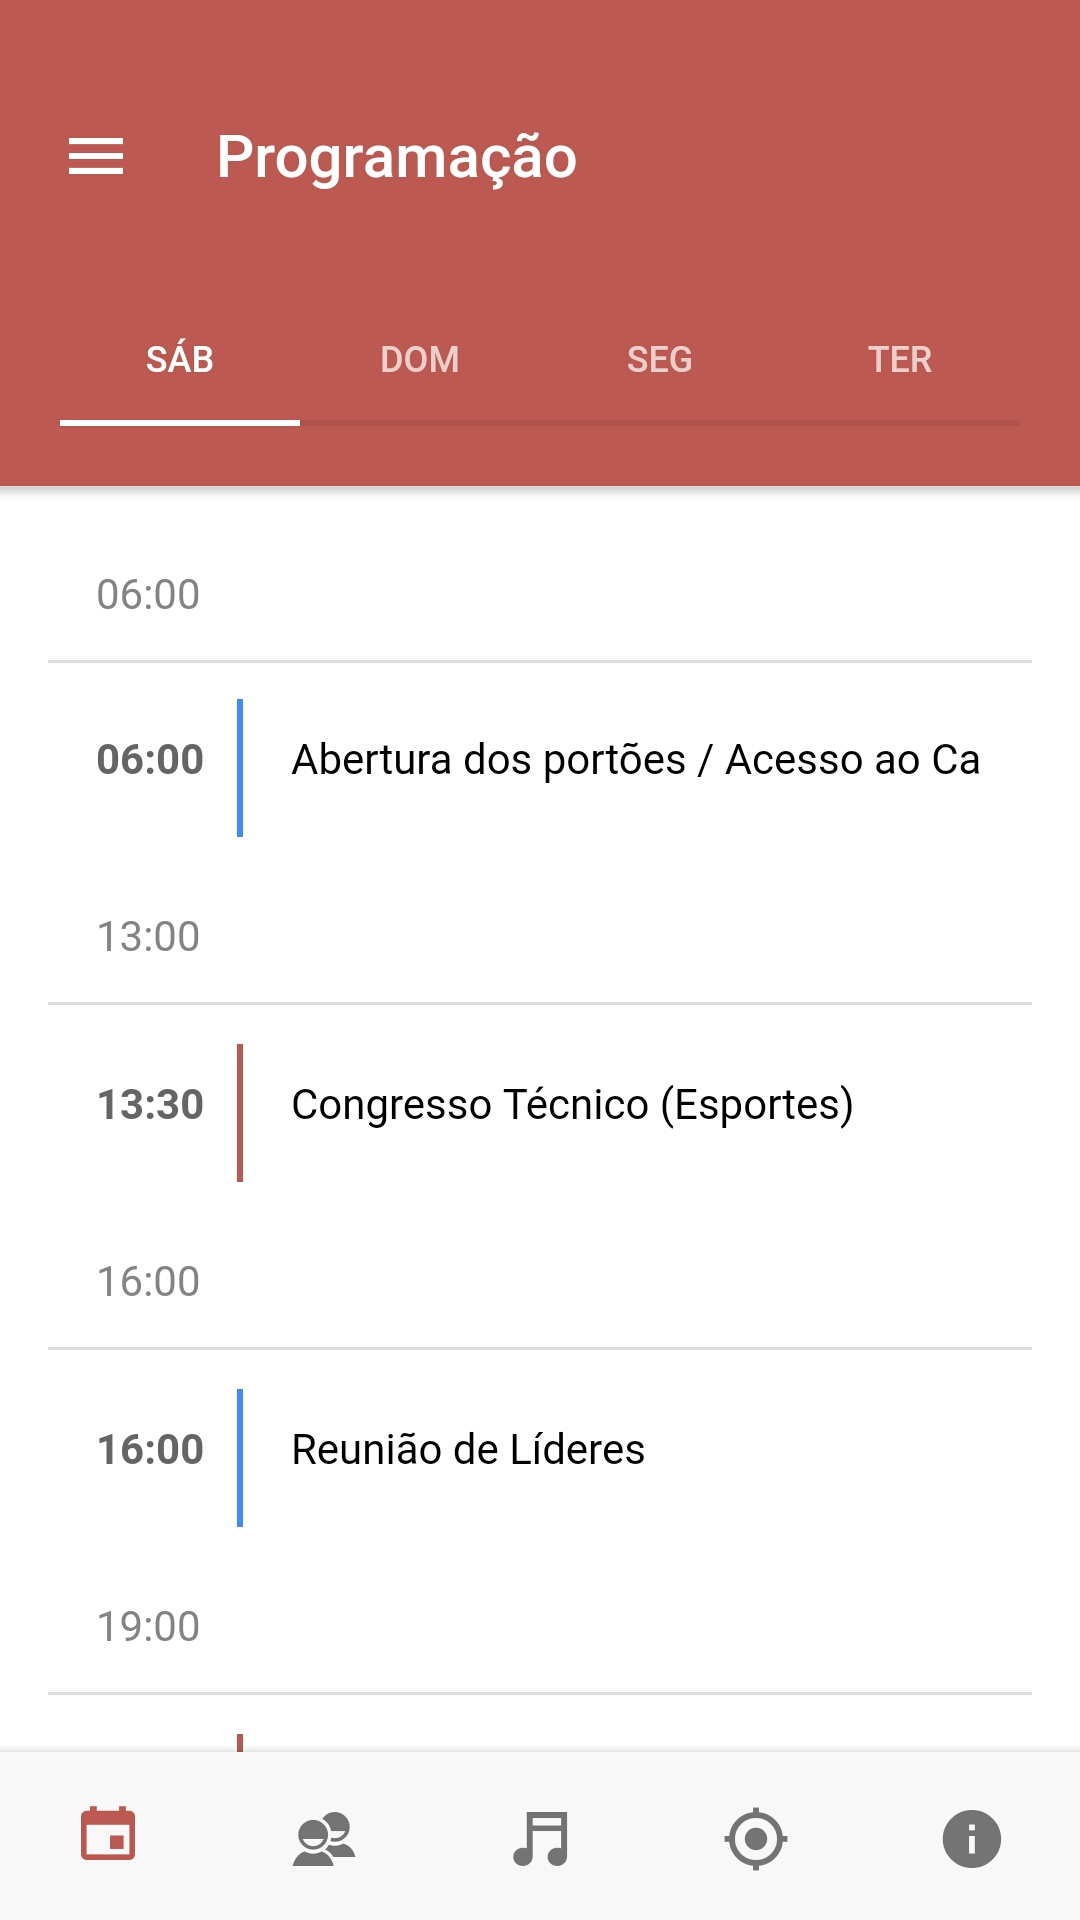 Programação
SÁB DOM SEG TER
06:00
06:00 Abertura dos portões / Acesso ao Ca
13:00
13:30 Congresso Técnico (Esportes)
16:00
16:00 Reunião de Líderes
19:00